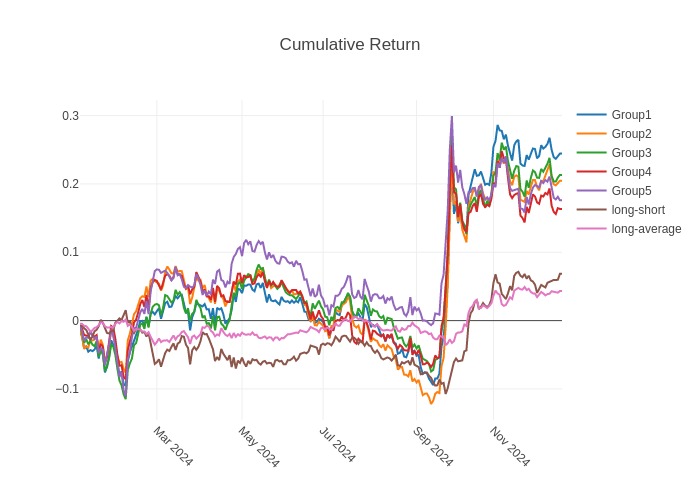 Cumulative Return
0.3
0.2
0.1
0
−0.1
Mar 2024
May 2024
Jul 2024
Sep 2024
Nov 2024
Group1
Group2
Group3
Group4
Group5
long-short
long-average